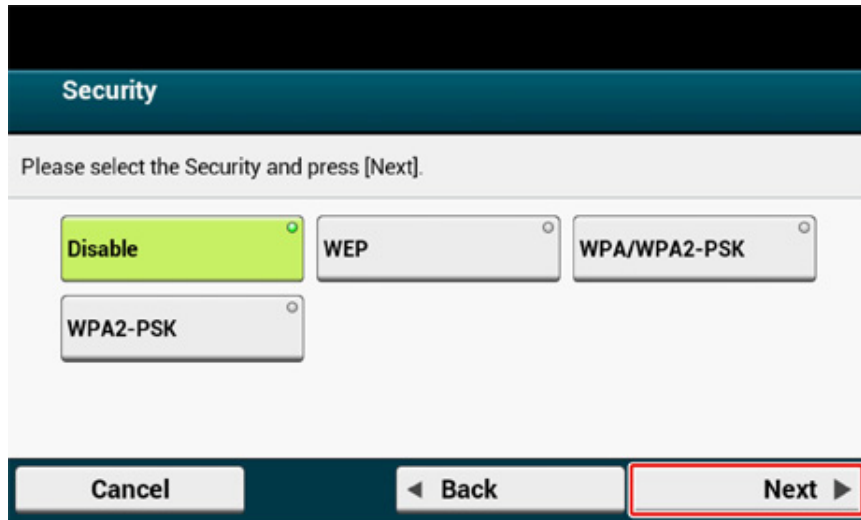 Security
Please select the Security and press [Next].
Disable
WEP
WPA/WPA2-PSK
WPA2-PSK
Cancel
◀ Back
Next ▶